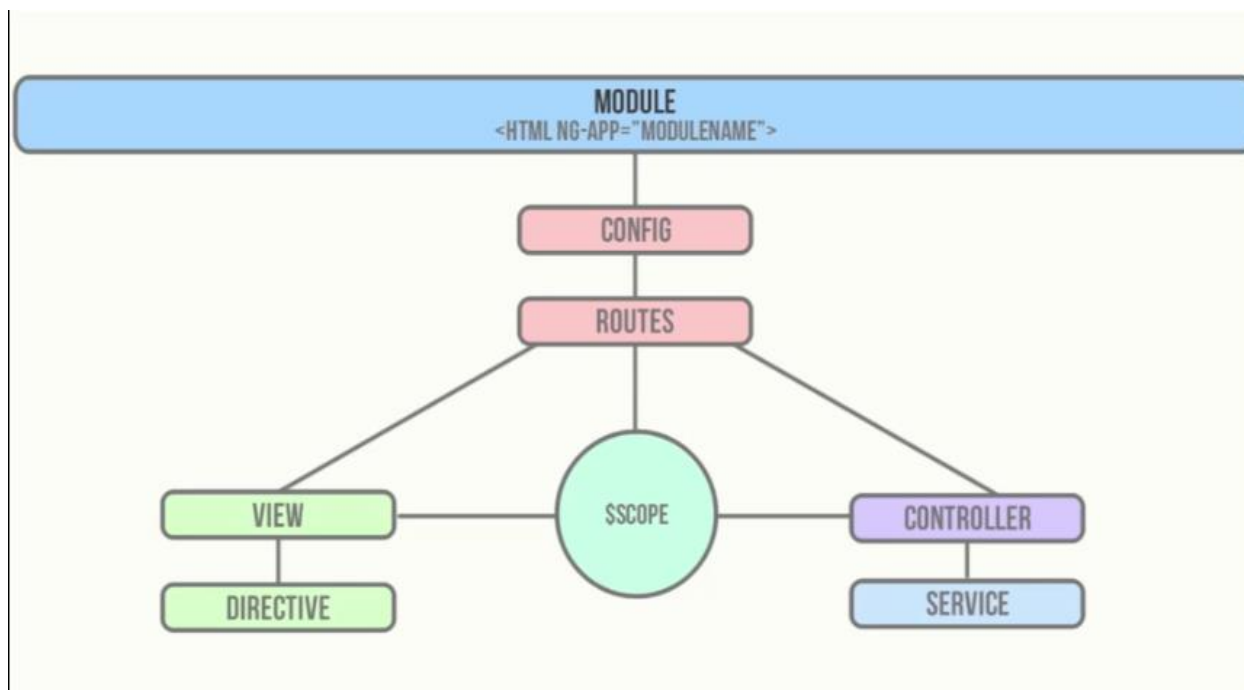 MODULE
<HTML NG-APP="MODULENAME">
CONFIG
ROUTES
VIEW
$SCOPE
CONTROLLER
DIRECTIVE
SERVICE